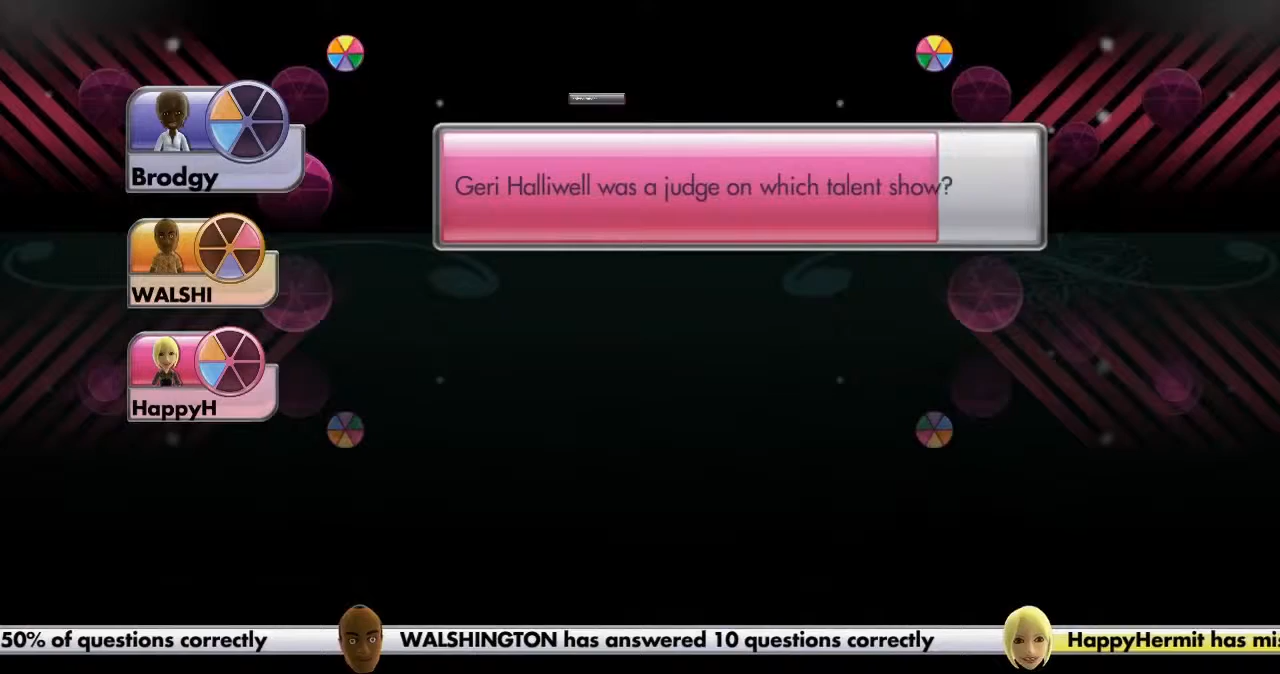 Geri Halliwell was a judge on which talent show?
Brodgy
WALSHI
HappyH
50% of questions correctly
WALSHINGTON has answered 10 questions correctly
HappyHermit has